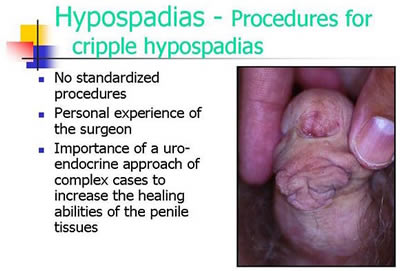 Hypospadias - Procedures for
cripple hypospadias
No standardized
procedures
Personal experience of
the surgeon
Importance of a uro-
endocrine approach of
complex cases to
increase the healing
abilities of the penile
tissues